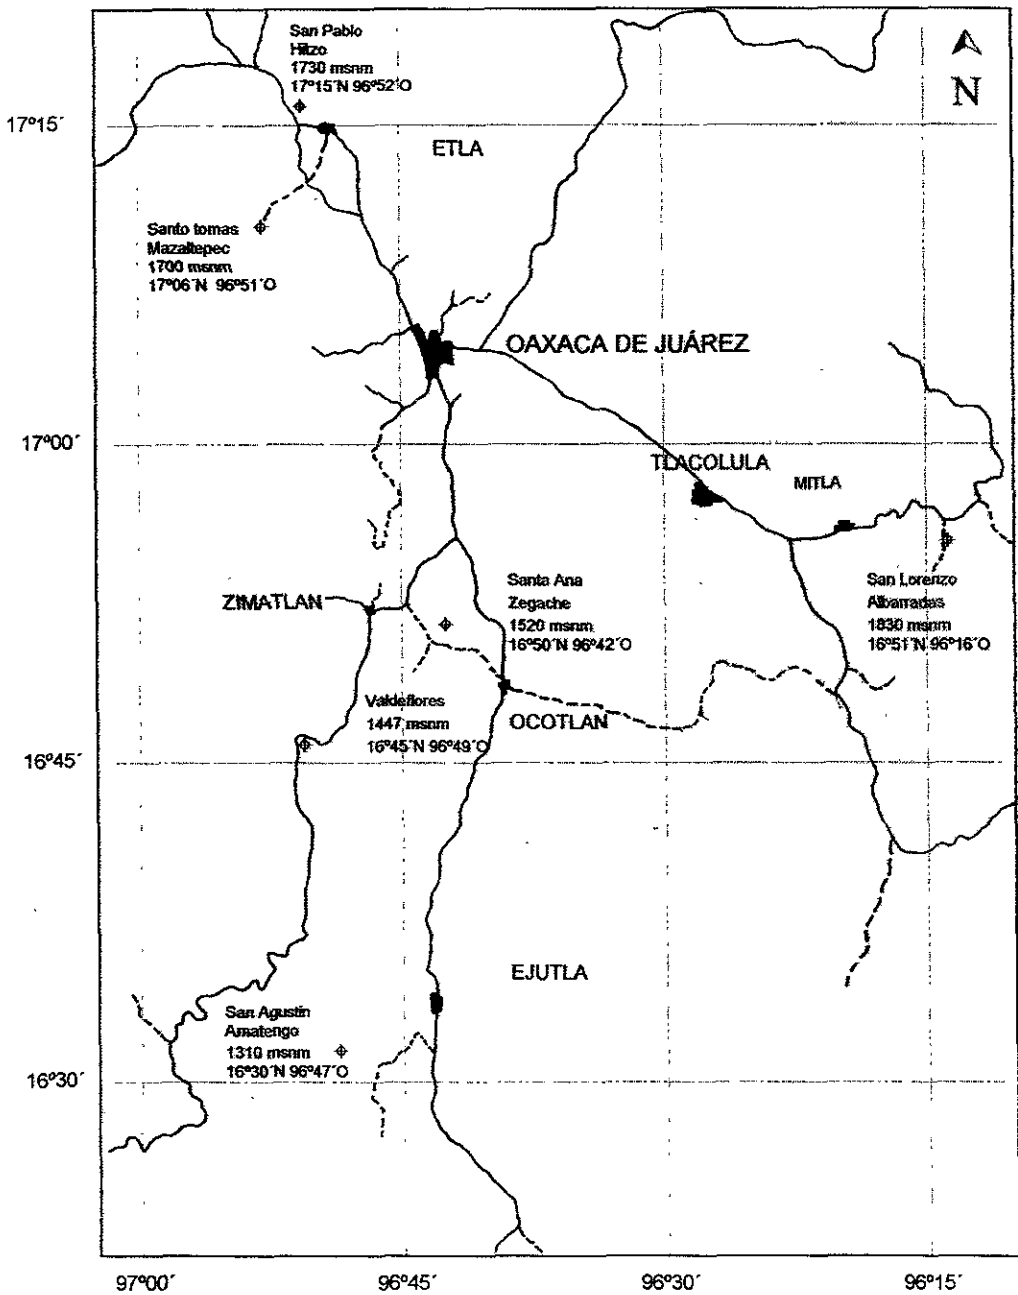 San Pablo
Hitzo
1730 msnm
17º15´N 96º52´O
N
17º15´
ETLA
Santo tomas
Mazaltepec
1700 msnm
17º06´N 96º51´O
OAXACA DE JUÁREZ
17º00´
TLACOLULA
MITLA
ZIMATLAN
Santa Ana
Zegache
1520 msnm
16º50´N 96º42´O
San Lorenzo
Albarradas
1830 msnm
16º51´N 96º16´O
Valdeflores
1447 msnm
16º45´N 96º49´O
OCOTLAN
16º45´
EJUTLA
San Agustin
Amatengo
1310 msnm
16º30´N 96º47´O
16º30´
97º00´
96º45´
96º30´
96º15´